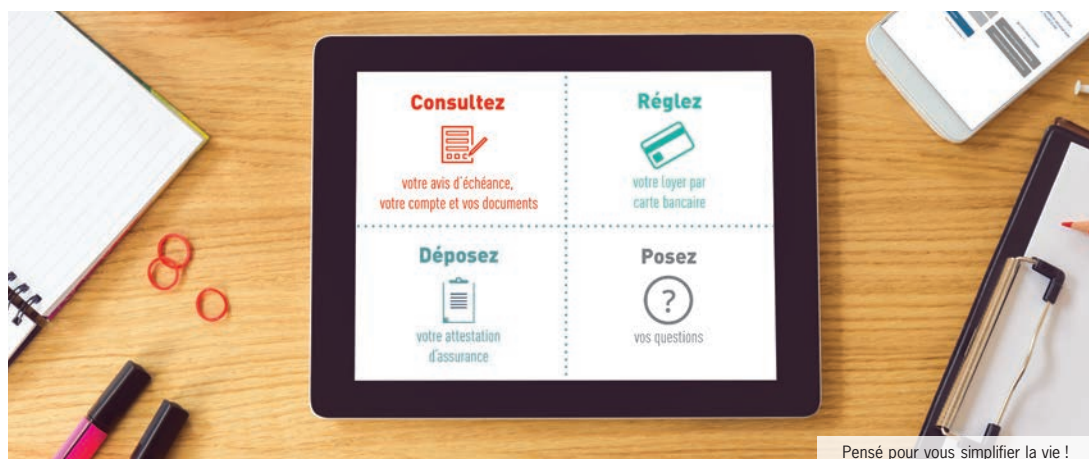 Consultez
votre avis d'échéance,
votre compte et vos documents
Réglez
votre loyer par
carte bancaire
Déposez
votre attestation
d'assurance
Posez
?
vos questions
Pensé pour vous simplifier la vie !